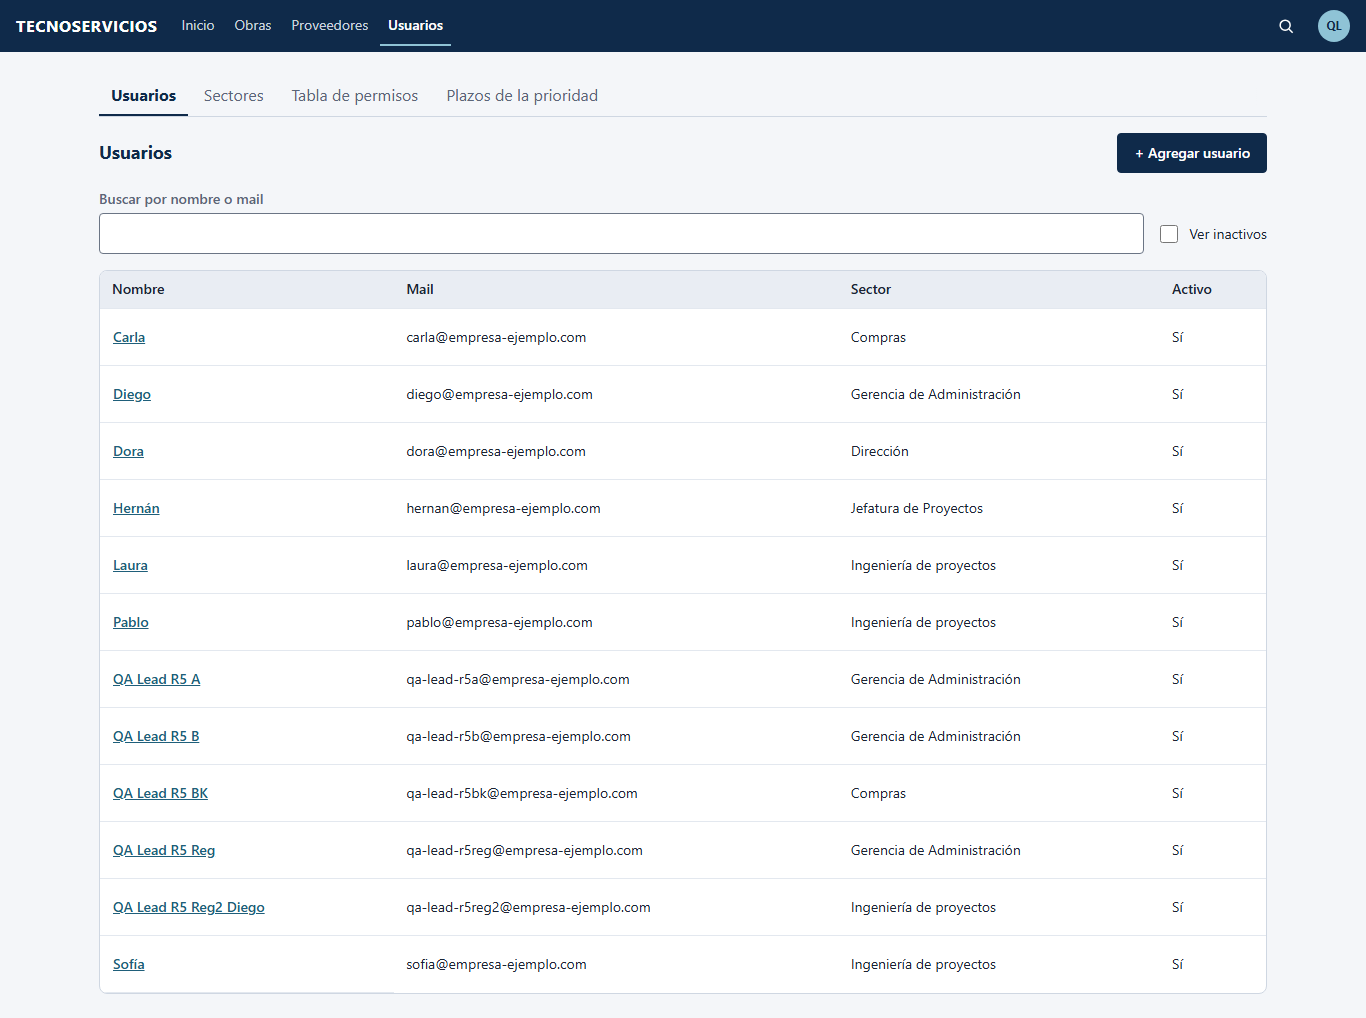 TECNOSERVICIOS Inicio Obras Proveedores Usuarios QL
Usuarios Sectores Tabla de permisos Plazos de la prioridad
Usuarios + Agregar usuario
Buscar por nombre o mail
Ver inactivos
Nombre Mail Sector Activo
Carla carla@empresa-ejemplo.com Compras Sí
Diego diego@empresa-ejemplo.com Gerencia de Administración Sí
Dora dora@empresa-ejemplo.com Dirección Sí
Hernán hernan@empresa-ejemplo.com Jefatura de Proyectos Sí
Laura laura@empresa-ejemplo.com Ingeniería de proyectos Sí
Pablo pablo@empresa-ejemplo.com Ingeniería de proyectos Sí
QA Lead R5 A qa-lead-r5a@empresa-ejemplo.com Gerencia de Administración Sí
QA Lead R5 B qa-lead-r5b@empresa-ejemplo.com Gerencia de Administración Sí
QA Lead R5 BK qa-lead-r5bk@empresa-ejemplo.com Compras Sí
QA Lead R5 Reg qa-lead-r5reg@empresa-ejemplo.com Gerencia de Administración Sí
QA Lead R5 Reg2 Diego qa-lead-r5reg2@empresa-ejemplo.com Ingeniería de proyectos Sí
Sofía sofia@empresa-ejemplo.com Ingeniería de proyectos Sí